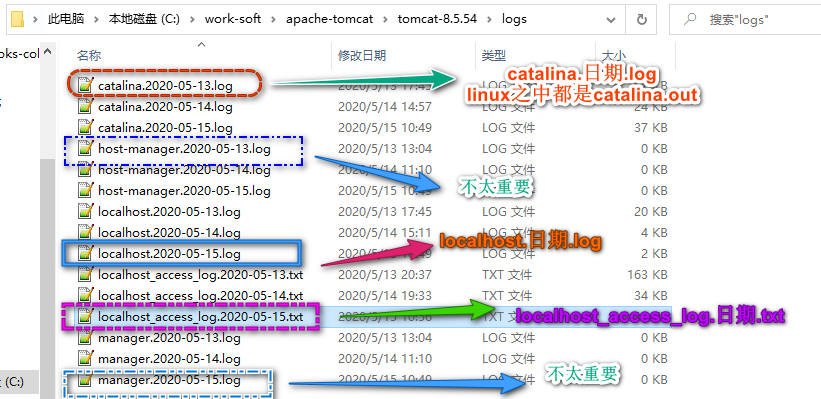 此电脑 > 本地磁盘 (C:) > work-soft > apache-tomcat > tomcat-8.5.54 > logs
搜索"logs"
名称 修改日期 类型 大小
oks-col
catalina.2020-05-13.log LOG 文件
catalina.日期.log
catalina.2020-05-14.log 2020/5/14 14:57 LOG 文件 24 KB
linux之中都是catalina.out
catalina.2020-05-15.log 2020/5/15 10:49 LOG 文件 37 KB
host-manager.2020-05-13.log 2020/5/13 13:04 LOG 文件 0 KB
host-manager.2020-05-14.log 2020/5/14 11:10 LOG 文件 0 KB
host-manager.2020-05-15.log LOG 文件 0 KB
不太重要
localhost.2020-05-13.log 2020/5/13 17:45 LOG 文件 20 KB
localhost.2020-05-14.log 2020/5/14 15:11 LOG 文件 4 KB
localhost.日期.log
localhost.2020-05-15.log LOG 文件 2 KB
localhost_access_log.2020-05-13.txt 2020/5/13 20:37 TXT 文件 163 KB
localhost_access_log.2020-05-14.txt 2020/5/14 19:33 TXT 文件 34 KB
localhost_access_log.2020-05-15.txt
localhost_access_log.日期.txt
manager.2020-05-13.log 2020/5/13 13:04 LOG 文件 0 KB
manager.2020-05-14.log 2020/5/14 11:10 LOG 文件 0 KB
不太重要
(C:)
manager.2020-05-15.log 2020/5/15 10:49 LOG 文件 0 KB